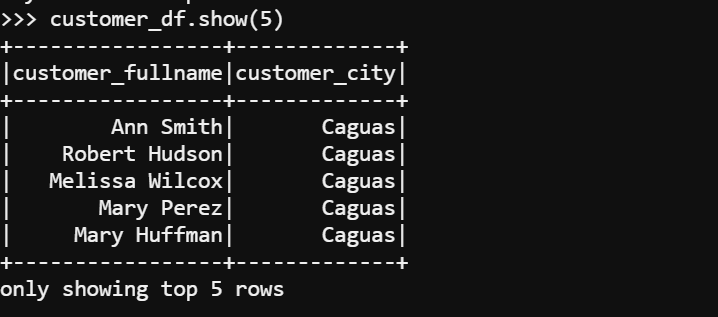 >>> customer_df.show(5)
+-----------------+-------------+
|customer_fullname|customer_city|
+-----------------+-------------+
|        Ann Smith|       Caguas|
|    Robert Hudson|       Caguas|
|   Melissa Wilcox|       Caguas|
|       Mary Perez|       Caguas|
|     Mary Huffman|       Caguas|
+-----------------+-------------+
only showing top 5 rows